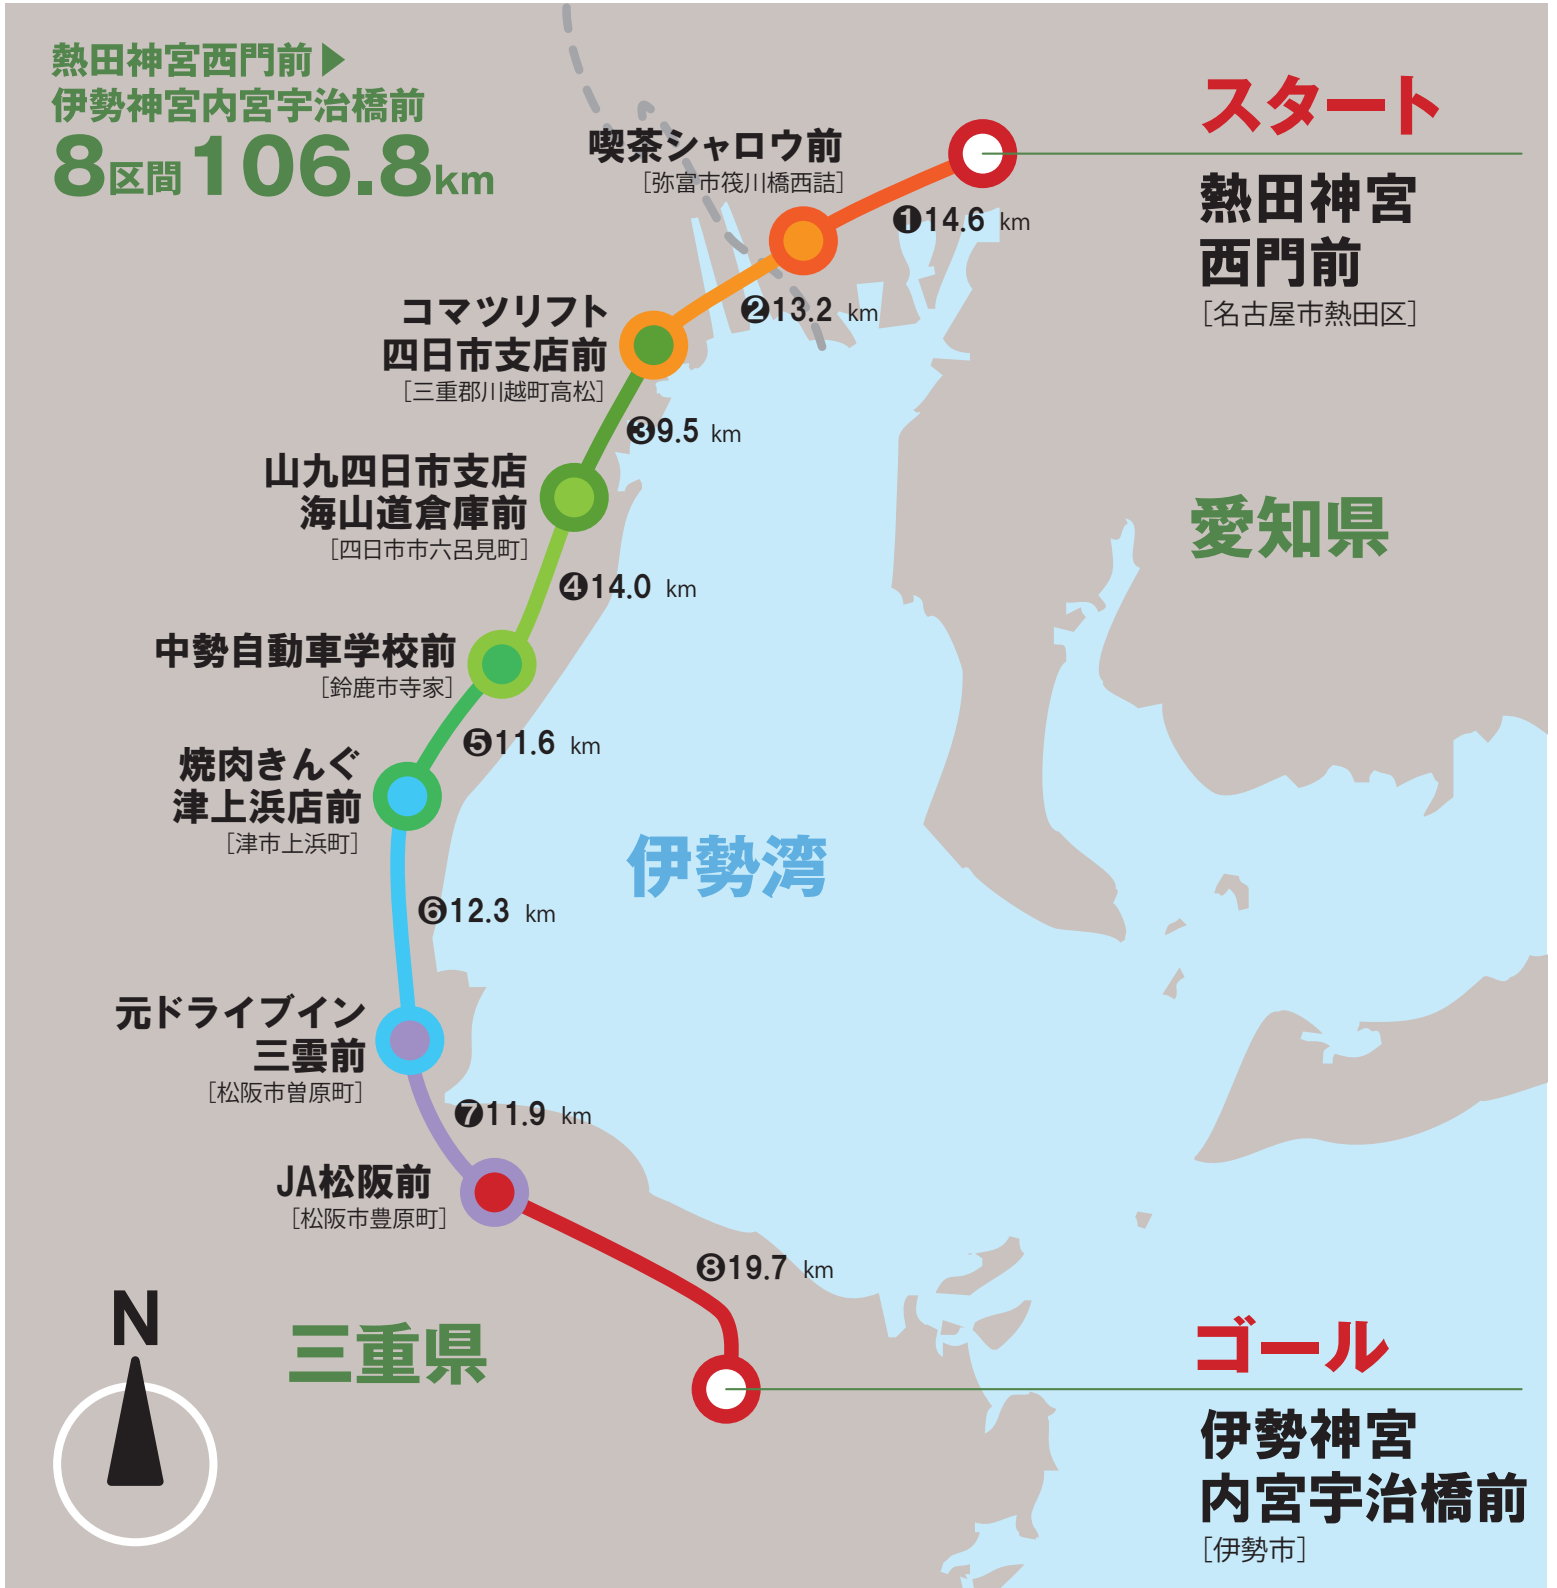 熱田神宮西門前▶
伊勢神宮内宮宇治橋前
8区間106.8km
スタート
熱田神宮
西門前
［名古屋市熱田区］
喫茶シャロウ前
［弥富市筏川橋西詰］
❶14.6 km
❷13.2 km
コマツリフト
四日市支店前
［三重郡川越町高松］
❸9.5 km
山九四日市支店
海山道倉庫前
［四日市市六呂見町］
❹14.0 km
愛知県
中勢自動車学校前
［鈴鹿市寺家］
❺11.6 km
焼肉きんぐ
津上浜店前
［津市上浜町］
伊勢湾
❻12.3 km
元ドライブイン
三雲前
［松阪市曽原町］
❼11.9 km
JA松阪前
［松阪市豊原町］
❽19.7 km
N
三重県
ゴール
伊勢神宮
内宮宇治橋前
［伊勢市］